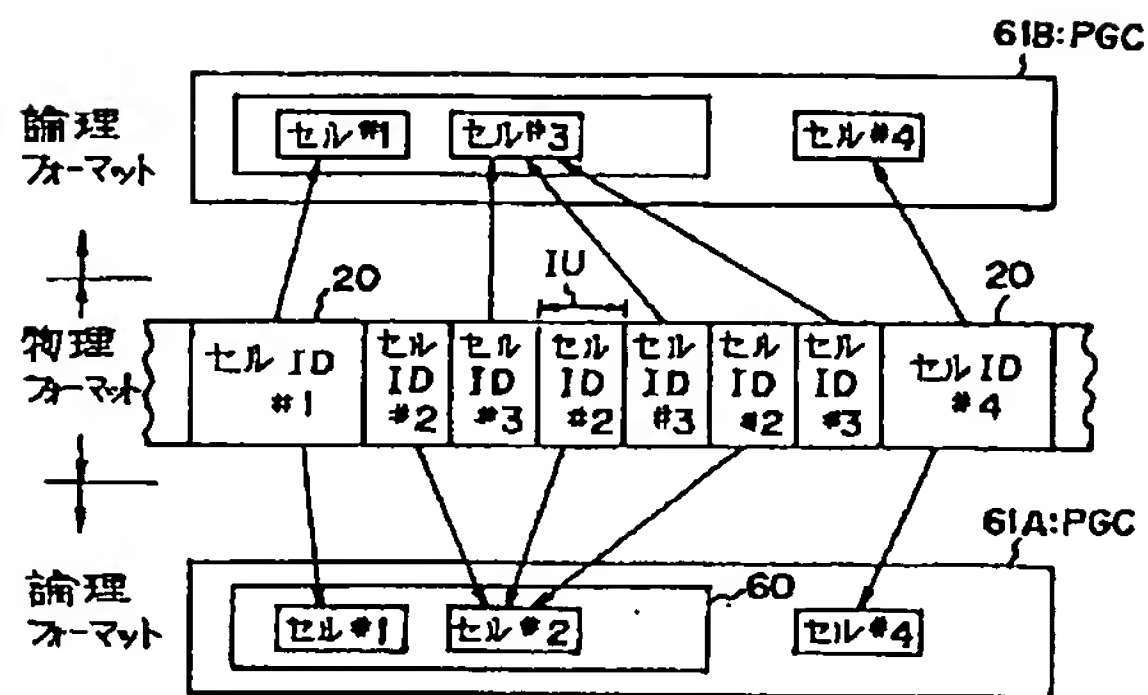 61B:PGC
論理
フォーマット
セル#1
セル#3
セル#4
IU
20
20
物理
フォーマット
セル ID
#1
セル
ID
#2
セル
ID
#3
セル
ID
#2
セル
ID
#3
セル
ID
#2
セル
ID
#3
セル ID
#4
61A:PGC
論理
フォーマット
60
セル#1
セル#2
セル#4